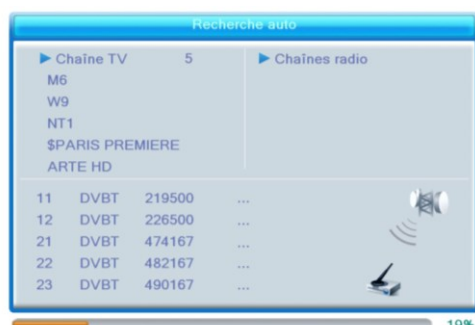 Recherche auto
Chaîne TV 5
Chaînes radio
M6
W9
NT1
$PARIS PREMIERE
ARTE HD
11 DVBT 219500 ...
12 DVBT 226500 ...
21 DVBT 474167 ...
22 DVBT 482167 ...
23 DVBT 490167 ...
19%